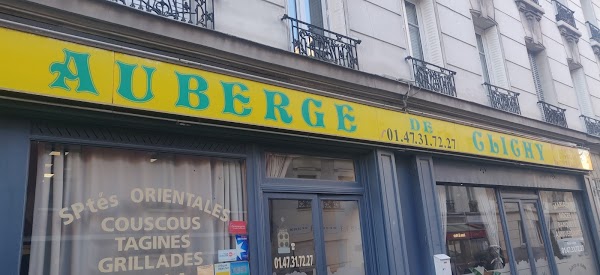 AUBERGE DE CLICHY
01.47.31.72.27
SPtés ORIENTALES
COUSCOUS
TAGINES
GRILLADES
01.47.31.72.27